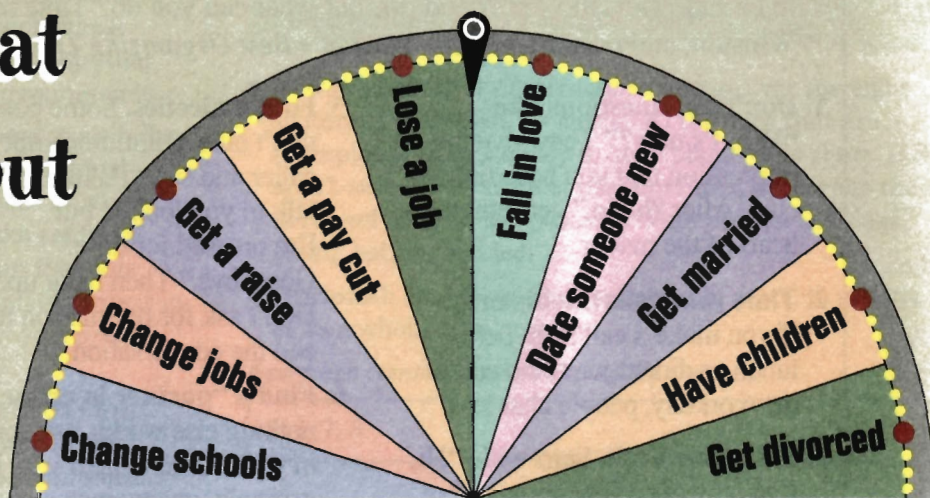 at
out
Change schools
Change jobs
Get a raise
Get a pay cut
Lose a job
Fall in love
Date someone new
Get married
Have children
Get divorced